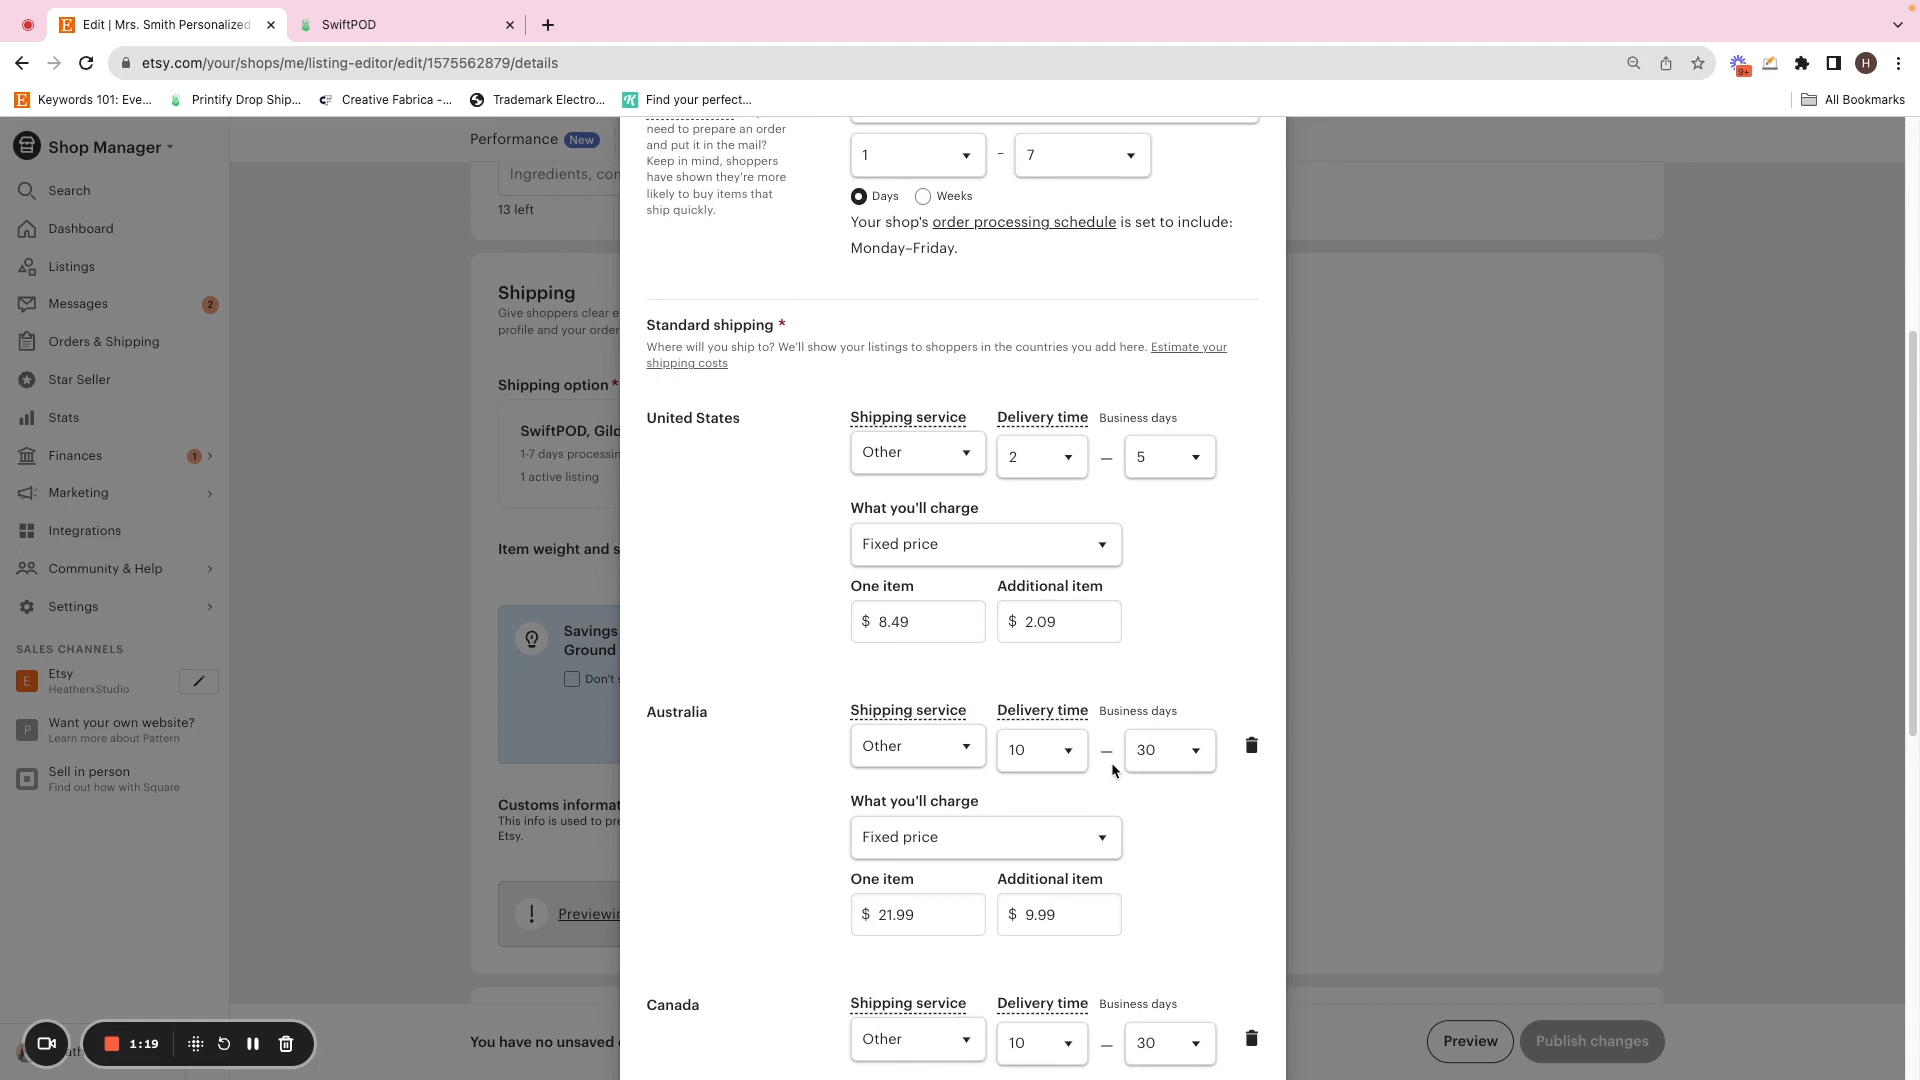 Edit | Mrs. Smith Personalized
SwiftPOD
etsy.com/your/shops/me/listing-editor/edit/1575562879/details
9+
H
Keywords 101: Eve...
Printify Drop Ship...
Creative Fabrica -...
Trademark Electro...
Find your perfect...
All Bookmarks
Shop Manager
Search
Dashboard
Listings
Messages
2
Orders & Shipping
Star Seller
Stats
Finances
1
Marketing
Integrations
Community & Help
Settings
SALES CHANNELS
E
Etsy
HeatherxStudio
P
Want your own website?
Learn more about Pattern
Sell in person
Find out how with Square
1:19
Performance New
Ingredients, con
13 left
Shipping
Give shoppers clear e
profile and your order
Shipping option *
SwiftPOD, Gild
1-7 days processin
1 active listing
Item weight and s
Savings
Ground
Don't s
Customs informat
This info is used to pre
Etsy.
Previewin
You have no unsaved
Preview
Publish changes
need to prepare an order
and put it in the mail?
Keep in mind, shoppers
have shown they're more
likely to buy items that
ship quickly.
1 - 7
Days Weeks
Your shop's order processing schedule is set to include:
Monday–Friday.
Standard shipping *
Where will you ship to? We'll show your listings to shoppers in the countries you add here. Estimate your
shipping costs
United States
Shipping service Delivery time Business days
Other 2 — 5
What you'll charge
Fixed price
One item Additional item
$ 8.49 $ 2.09
Australia
Shipping service Delivery time Business days
Other 10 — 30
What you'll charge
Fixed price
One item Additional item
$ 21.99 $ 9.99
Canada
Shipping service Delivery time Business days
Other 10 — 30